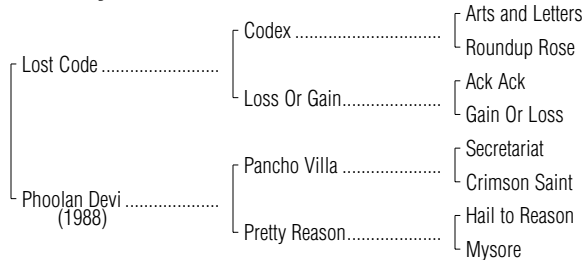 Arts and Letters
Codex
Roundup Rose
Lost Code
Ack Ack
Loss Or Gain
Gain Or Loss
Secretariat
Pancho Villa
Crimson Saint
Phoolan Devi
(1988)
Hail to Reason
Pretty Reason
Mysore